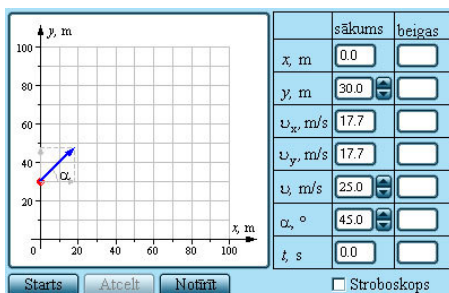 y, m
100
80
60
40
20
0
α
x, m
0
20
40
60
80
100
sākums beigas
x, m 0.0
y, m 30.0
υx, m/s 17.7
υy, m/s 17.7
υ, m/s 25.0
α, ° 45.0
t, s 0.0
Starts Atcelt Notīrīt Stroboskops